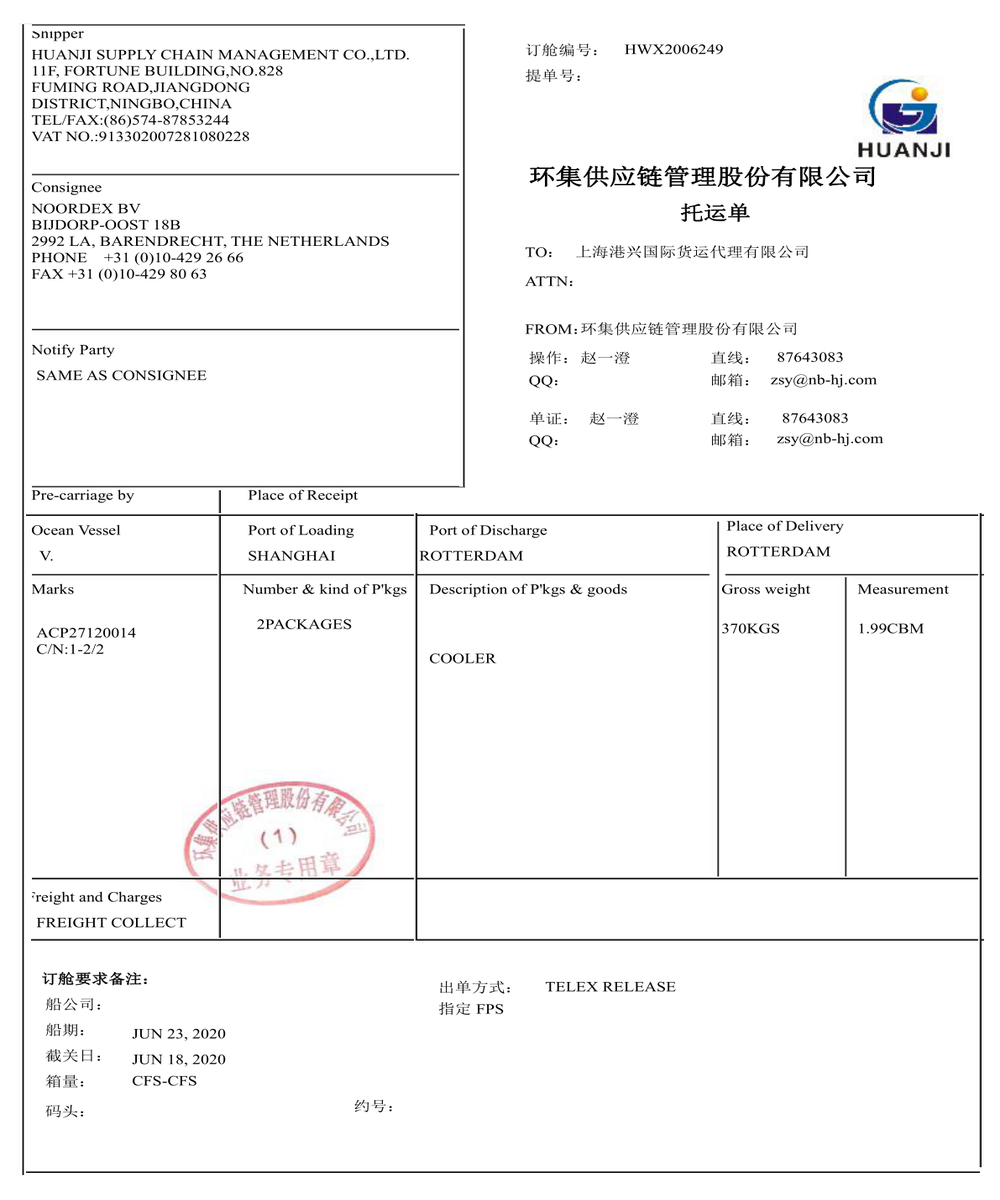 Shipper
HUANJI SUPPLY CHAIN MANAGEMENT CO.,LTD.
11F, FORTUNE BUILDING,NO.828
FUMING ROAD,JIANGDONG
DISTRICT,NINGBO,CHINA
TEL/FAX:(86)574-87853244
VAT NO.:913302007281080228
订舱编号: HWX2006249
提单号:
HUANJI
环集供应链管理股份有限公司
托运单
Consignee
NOORDEX BV
BIJDORP-OOST 18B
2992 LA, BARENDRECHT, THE NETHERLANDS
PHONE +31 (0)10-429 26 66
FAX +31 (0)10-429 80 63
TO: 上海港兴国际货运代理有限公司
ATTN:
FROM:环集供应链管理股份有限公司
Notify Party
SAME AS CONSIGNEE
操作: 赵一澄 直线: 87643083
QQ: 邮箱: zsy@nb-hj.com
单证: 赵一澄 直线: 87643083
QQ: 邮箱: zsy@nb-hj.com
Pre-carriage by Place of Receipt
Ocean Vessel Port of Loading Port of Discharge Place of Delivery
V. SHANGHAI ROTTERDAM ROTTERDAM
Marks Number & kind of P'kgs Description of P'kgs & goods Gross weight Measurement
ACP27120014 2PACKAGES 370KGS 1.99CBM
C/N:1-2/2
COOLER
环集供应链管理股份有限公司
(1)
业务专用章
Freight and Charges
FREIGHT COLLECT
订舱要求备注:
船公司:
船期: JUN 23, 2020
截关日: JUN 18, 2020
箱量: CFS-CFS
码头: 约号:
出单方式: TELEX RELEASE
指定 FPS